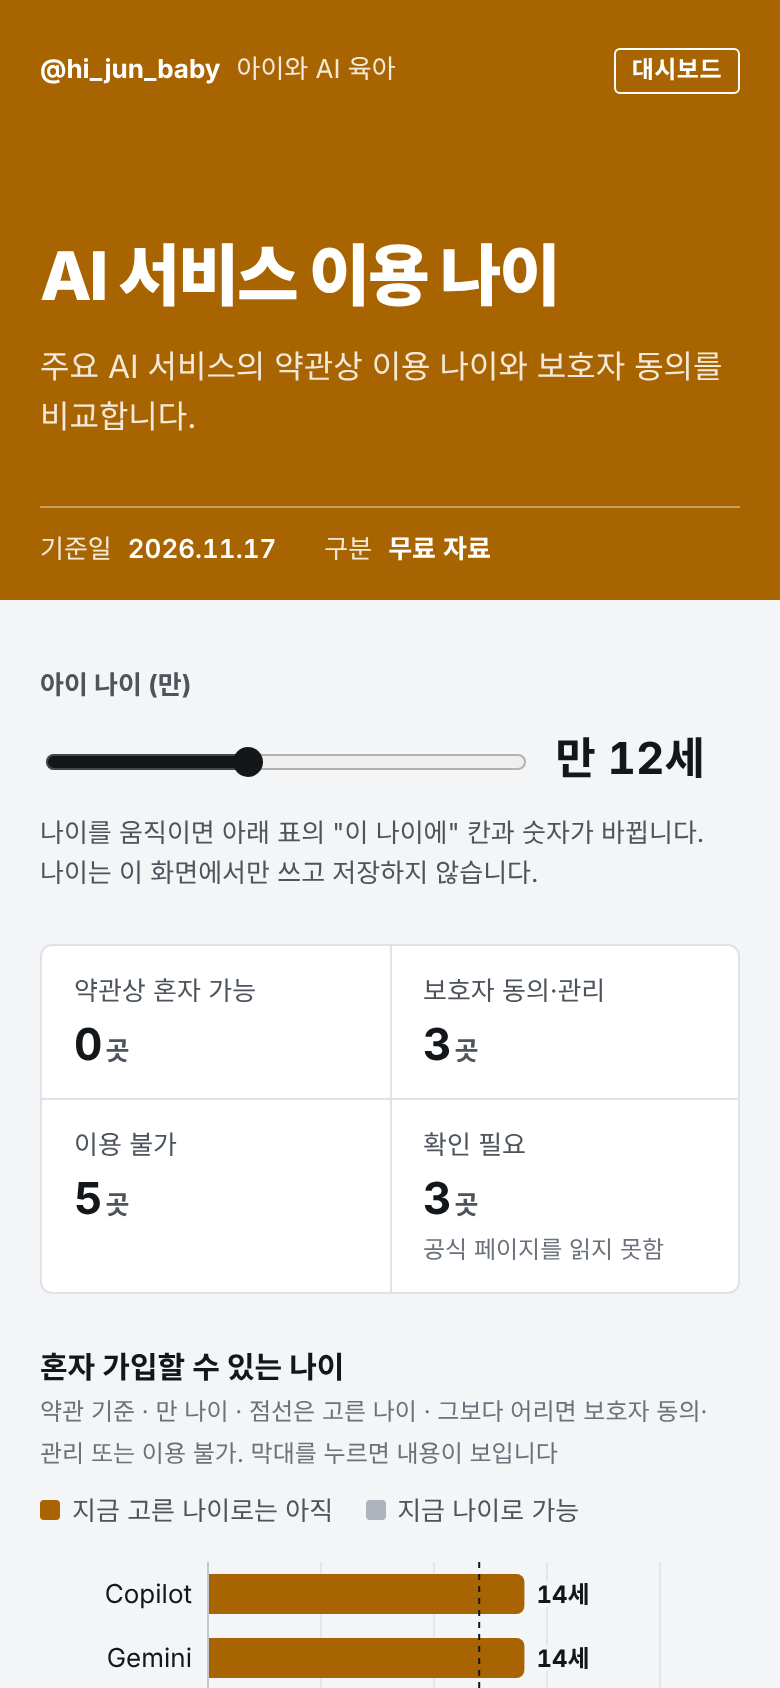 @hi_jun_baby 아이와 AI 육아
대시보드
AI 서비스 이용 나이
주요 AI 서비스의 약관상 이용 나이와 보호자 동의를
비교합니다.
기준일 2026.11.17 구분 무료 자료
아이 나이 (만)
만 12세
나이를 움직이면 아래 표의 "이 나이에" 칸과 숫자가 바뀝니다.
나이는 이 화면에서만 쓰고 저장하지 않습니다.
약관상 혼자 가능
0곳
보호자 동의·관리
3곳
이용 불가
5곳
확인 필요
3곳
공식 페이지를 읽지 못함
혼자 가입할 수 있는 나이
약관 기준 · 만 나이 · 점선은 고른 나이 · 그보다 어리면 보호자 동의·
관리 또는 이용 불가. 막대를 누르면 내용이 보입니다
지금 고른 나이로는 아직
지금 나이로 가능
Copilot 14세
Gemini 14세